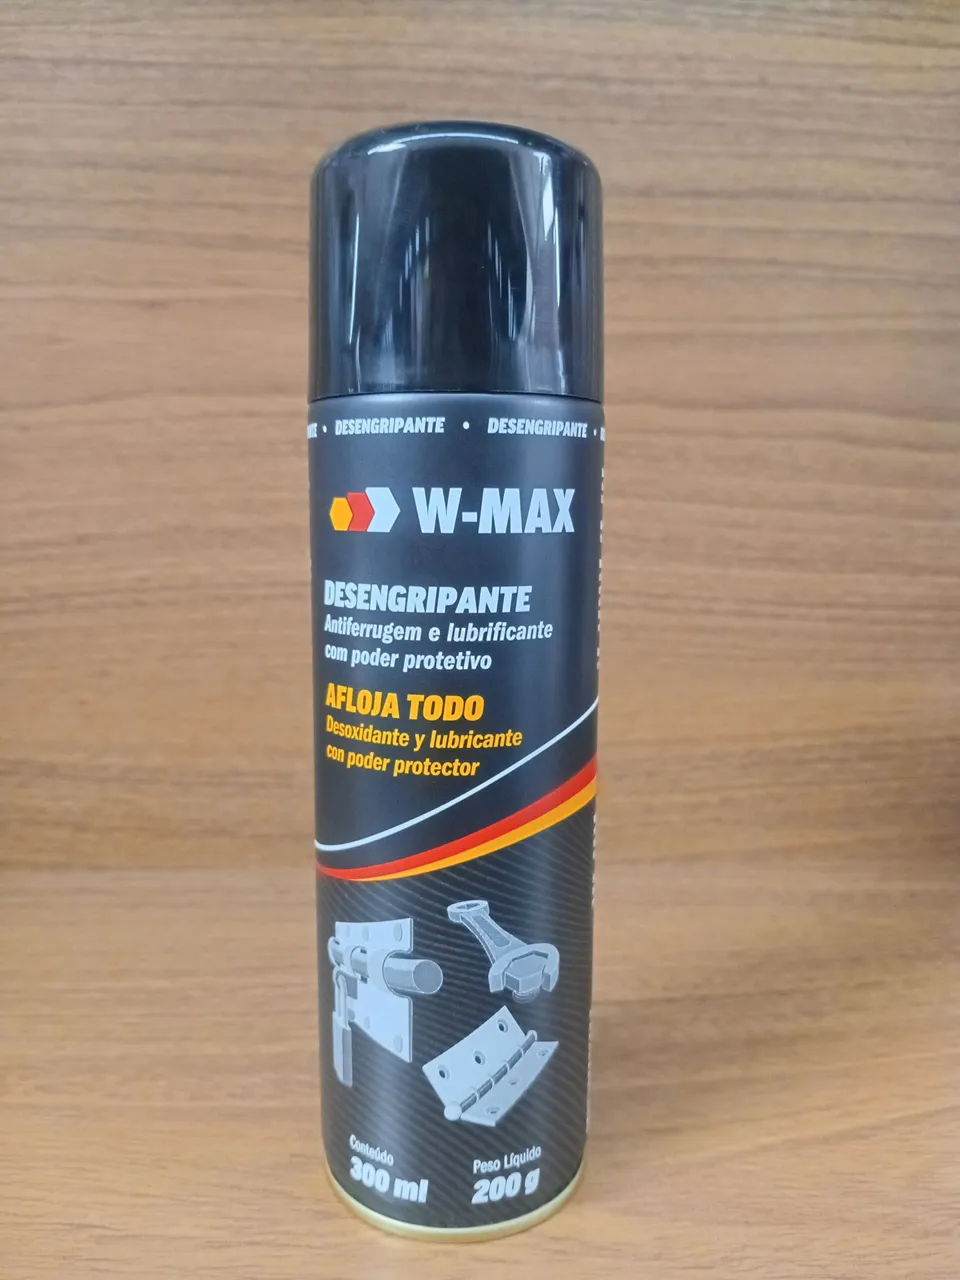 • DESENGRIPANTE • DESENGRIPANTE •
W-MAX
DESENGRIPANTE
Antiferrugem e lubrificante
com poder protetivo
AFLOJA TODO
Desoxidante y lubricante
con poder protector
Conteúdo
300 ml
Peso Líquido
200 g